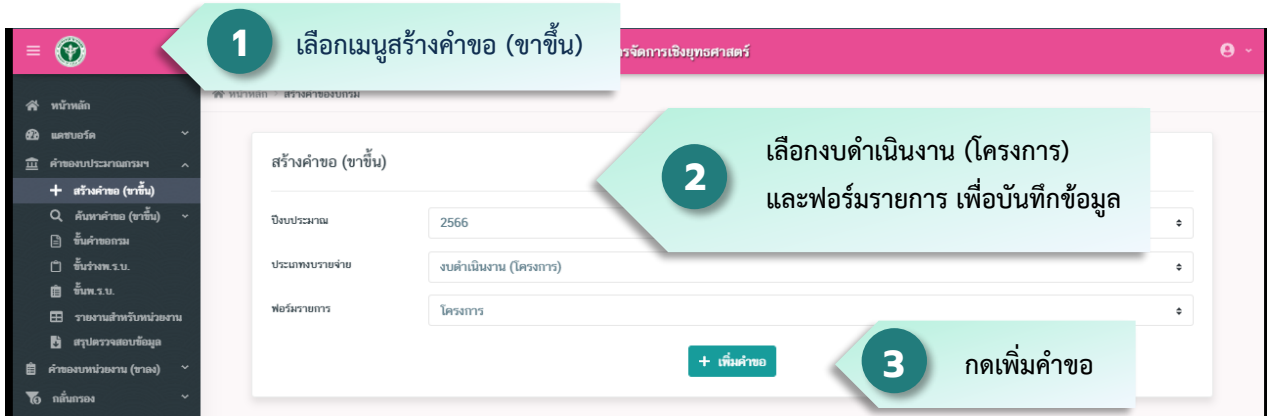 1 เลือกเมนูสร้างคำขอ (ขาขึ้น)
รจัดการเชิงยุทธศาสตร์
หน้าหลัก
แดชบอร์ด
คำของบประมาณกรมฯ
สร้างคำขอ (ขาขึ้น)
ค้นหาคำขอ (ขาขึ้น)
ขั้นคำขอกรม
ขั้นร่างพ.ร.บ.
ขั้นพ.ร.บ.
รายงานสำหรับหน่วยงาน
สรุปตรวจสอบข้อมูล
คำของบหน่วยงาน (ขาลง)
กลั่นกรอง
หน้าหลัก > สร้างคำของบกรม
สร้างคำขอ (ขาขึ้น)
2 เลือกงบดำเนินงาน (โครงการ)
และฟอร์มรายการ เพื่อบันทึกข้อมูล
ปีงบประมาณ 2566
ประเภทงบรายจ่าย งบดำเนินงาน (โครงการ)
ฟอร์มรายการ โครงการ
+ เพิ่มคำขอ
3 กดเพิ่มคำขอ